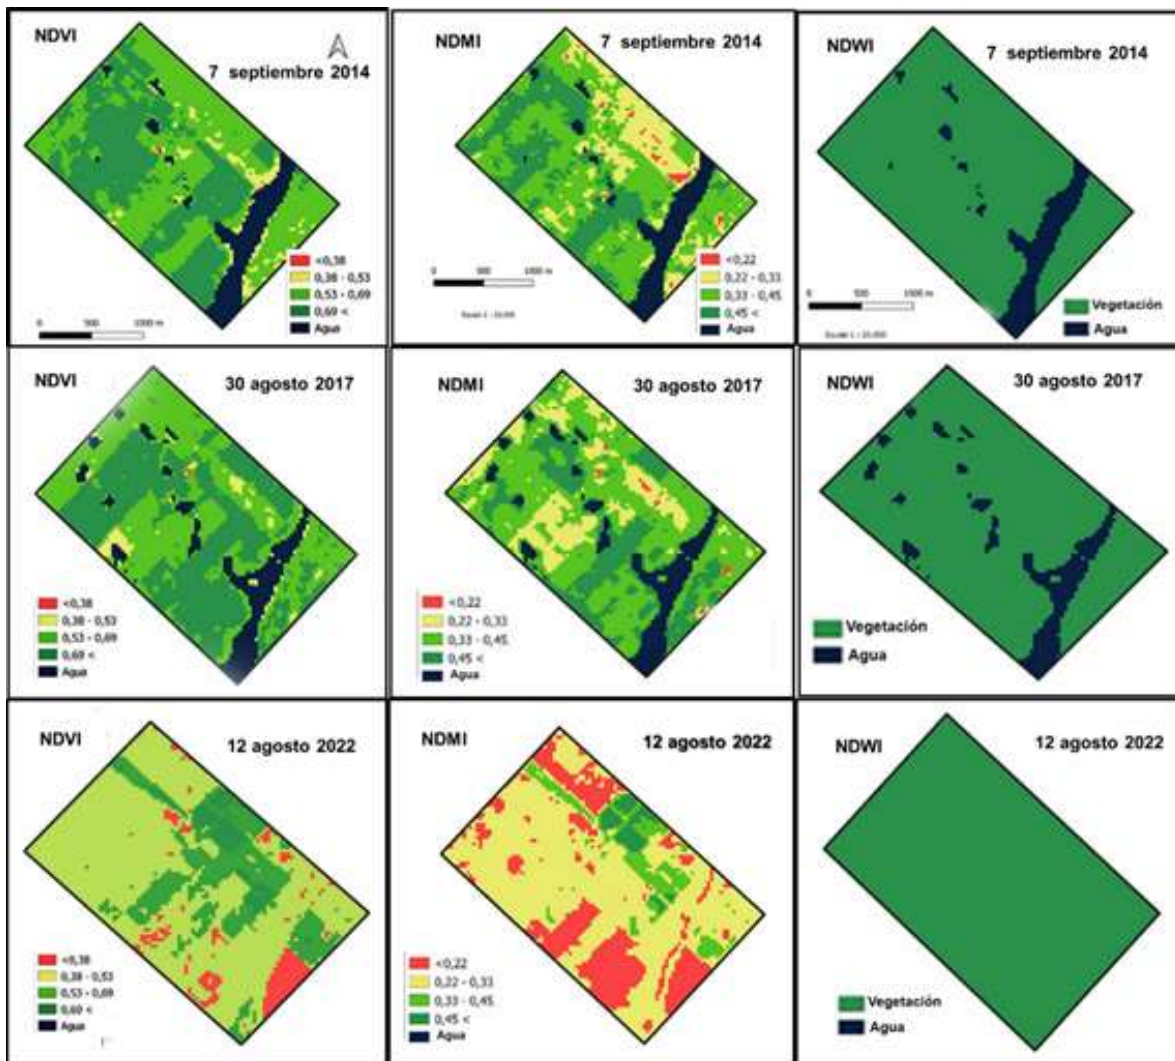 NDVI
7 septiembre 2014
<0,38
0,38 - 0,53
0,53 - 0,69
0,69 <
Agua
0 500 1000 m
NDMI
7 septiembre 2014
<0,22
0,22 - 0,33
0,33 - 0,45
0,45 <
Agua
0 500 1000 m
NDWI
7 septiembre 2014
0 500 1000 m
Vegetación
Agua
NDVI
30 agosto 2017
<0,38
0,38 - 0,53
0,53 - 0,69
0,69 <
Agua
NDMI
30 agosto 2017
<0,22
0,22 - 0,33
0,33 - 0,45
0,45 <
Agua
NDWI
30 agosto 2017
Vegetación
Agua
NDVI
12 agosto 2022
<0,38
0,38 - 0,53
0,53 - 0,69
0,69 <
Agua
NDMI
12 agosto 2022
<0,22
0,22 - 0,33
0,33 - 0,45
0,45 <
Agua
NDWI
12 agosto 2022
Vegetación
Agua